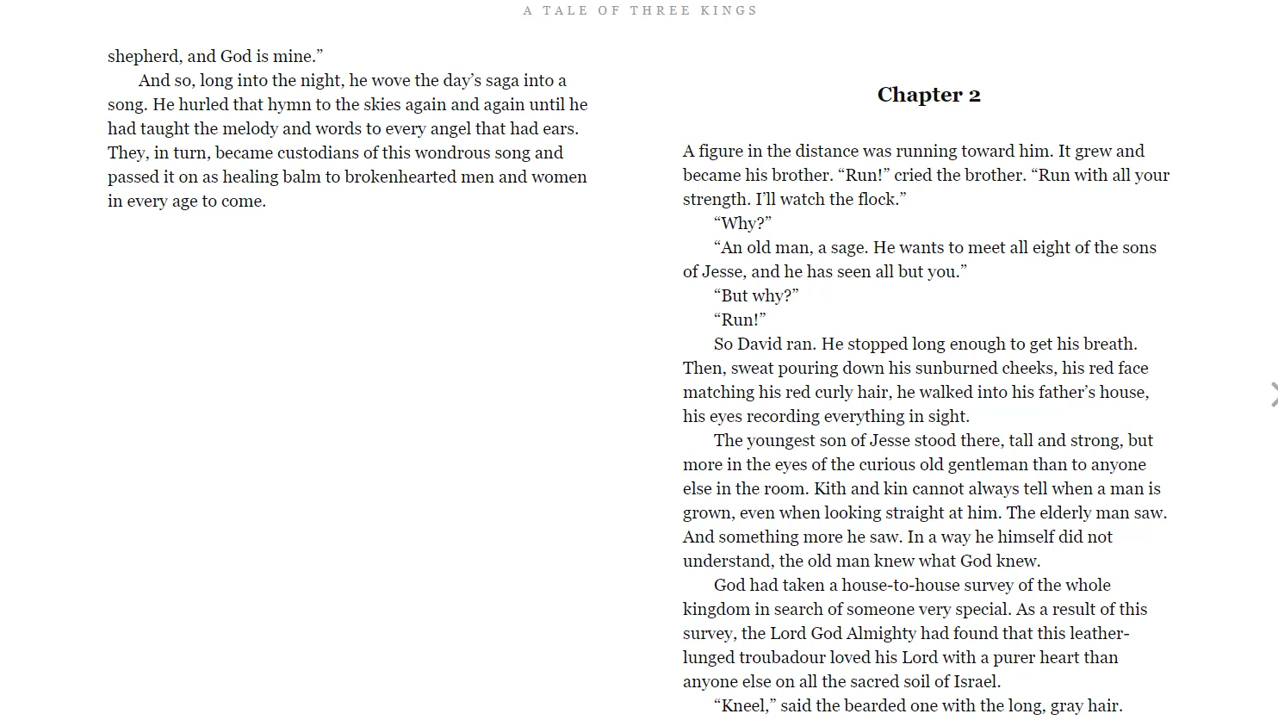 A TALE OF THREE KINGS
shepherd, and God is mine.”
And so, long into the night, he wove the day’s saga into a
song. He hurled that hymn to the skies again and again until he
had taught the melody and words to every angel that had ears.
They, in turn, became custodians of this wondrous song and
passed it on as healing balm to brokenhearted men and women
in every age to come.
Chapter 2
A figure in the distance was running toward him. It grew and
became his brother. “Run!” cried the brother. “Run with all your
strength. I’ll watch the flock.”
“Why?”
“An old man, a sage. He wants to meet all eight of the sons
of Jesse, and he has seen all but you.”
“But why?”
“Run!”
So David ran. He stopped long enough to get his breath.
Then, sweat pouring down his sunburned cheeks, his red face
matching his red curly hair, he walked into his father’s house,
his eyes recording everything in sight.
The youngest son of Jesse stood there, tall and strong, but
more in the eyes of the curious old gentleman than to anyone
else in the room. Kith and kin cannot always tell when a man is
grown, even when looking straight at him. The elderly man saw.
And something more he saw. In a way he himself did not
understand, the old man knew what God knew.
God had taken a house-to-house survey of the whole
kingdom in search of someone very special. As a result of this
survey, the Lord God Almighty had found that this leather-
lunged troubadour loved his Lord with a purer heart than
anyone else on all the sacred soil of Israel.
“Kneel,” said the bearded one with the long, gray hair.